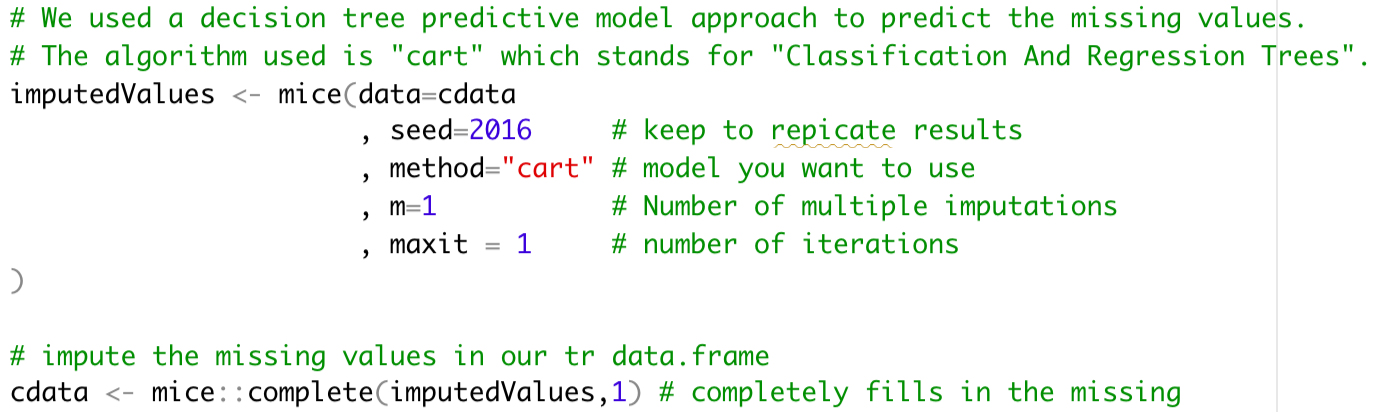 # We used a decision tree predictive model approach to predict the missing values.
# The algorithm used is "cart" which stands for "Classification And Regression Trees".
imputedValues <- mice(data=cdata
, seed=2016 # keep to repicate results
, method="cart" # model you want to use
, m=1 # Number of multiple imputations
, maxit = 1 # number of iterations
)
# impute the missing values in our tr data.frame
cdata <- mice::complete(imputedValues,1) # completely fills in the missing